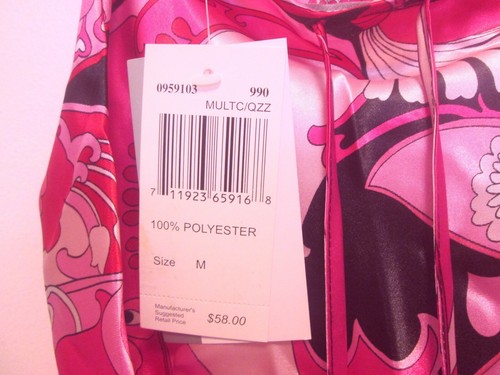 0959103 990
MULTC/QZZ
7 11923 65916 8
100% POLYESTER
Size M
Manufacturer's
Suggested
Retail Price $58.00